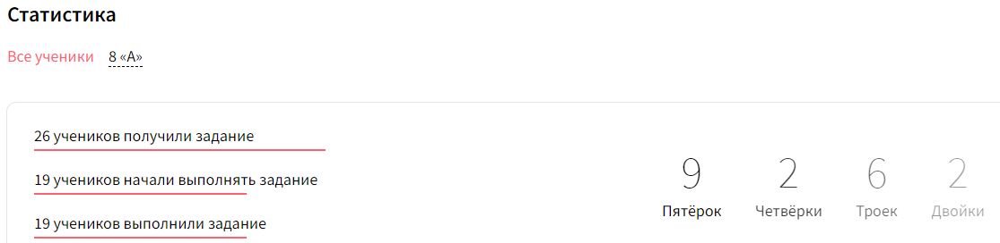 Статистика
Все ученики 8 «А»
26 учеников получили задание
19 учеников начали выполнять задание
19 учеников выполнили задание
9 2 6 2
Пятёрок Четвёрки Троек Двойки